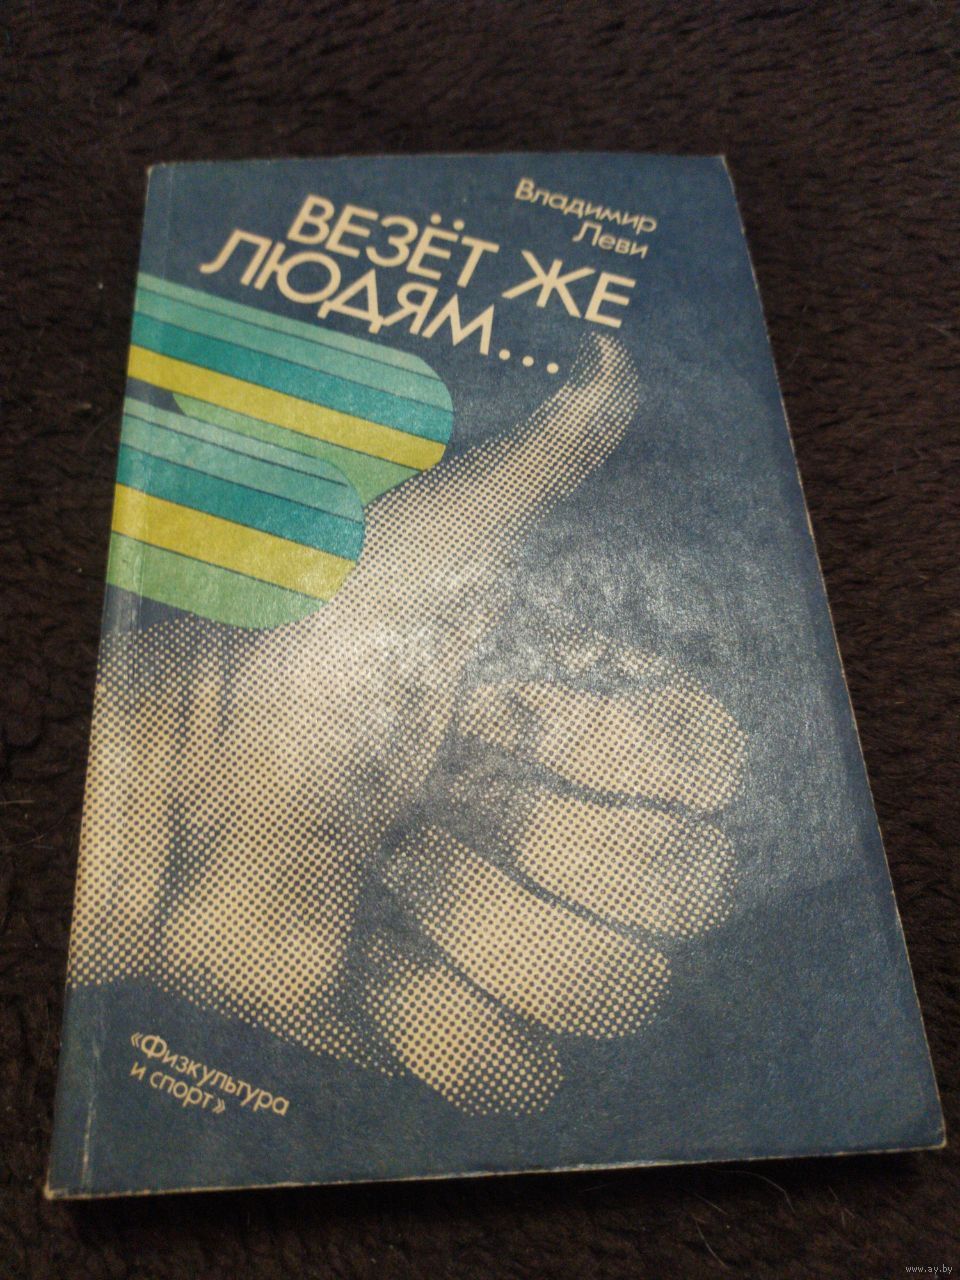 Владимир
Леви
ВЕЗЁТ ЖЕ
ЛЮДЯМ...
«Физкультура
и спорт»
www.ay.by